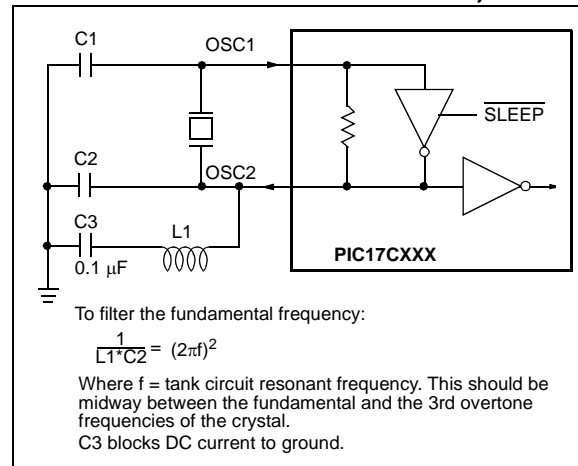 C1
OSC1
SLEEP
C2
OSC2
C3
L1
0.1 μF
PIC17CXXX
To filter the fundamental frequency:
1
L1*C2 = (2πf)2
Where f = tank circuit resonant frequency. This should be
midway between the fundamental and the 3rd overtone
frequencies of the crystal.
C3 blocks DC current to ground.